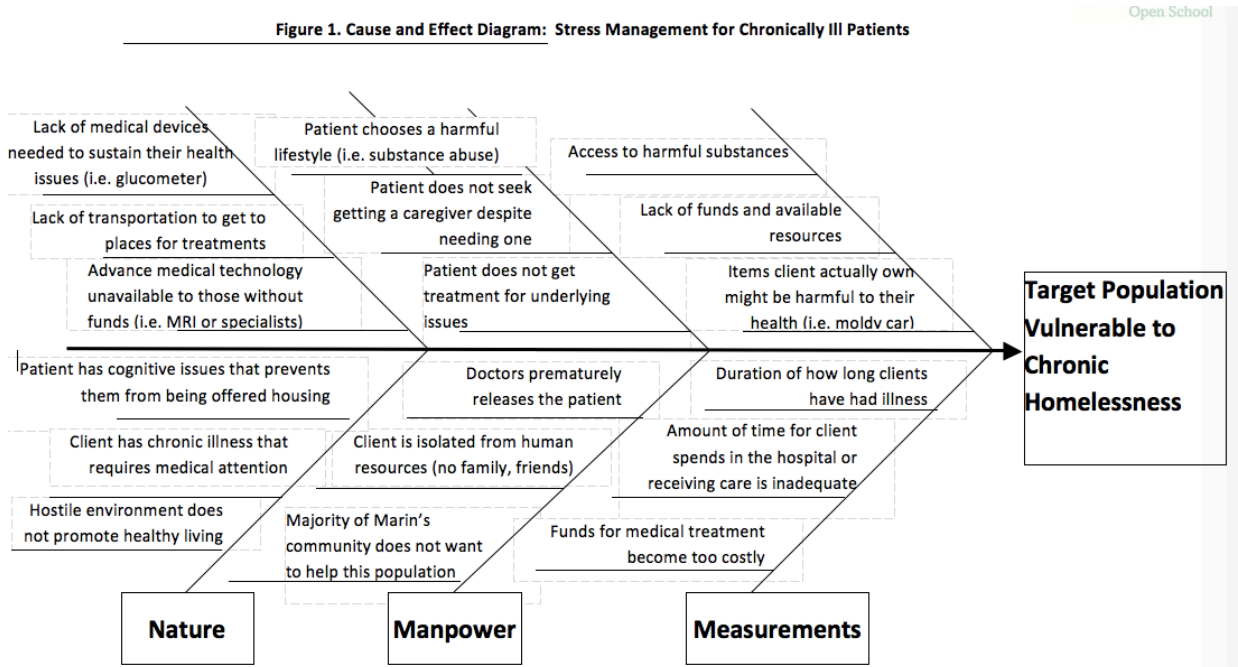 Open School
Figure 1. Cause and Effect Diagram: Stress Management for Chronically Ill Patients
Lack of medical devices
needed to sustain their health
issues (i.e. glucometer)
Lack of transportation to get to
places for treatments
Advance medical technology
unavailable to those without
funds (i.e. MRI or specialists)
Patient chooses a harmful
lifestyle (i.e. substance abuse)
Patient does not seek
getting a caregiver despite
needing one
Patient does not get
treatment for underlying
issues
Access to harmful substances
Lack of funds and available
resources
Items client actually own
might be harmful to their
health (i.e. moldy car)
Target Population
Vulnerable to
Chronic
Homelessness
Patient has cognitive issues that prevents
them from being offered housing
Client has chronic illness that
requires medical attention
Hostile environment does
not promote healthy living
Doctors prematurely
releases the patient
Client is isolated from human
resources (no family, friends)
Majority of Marin’s
community does not want
to help this population
Duration of how long clients
have had illness
Amount of time for client
spends in the hospital or
receiving care is inadequate
Funds for medical treatment
become too costly
Nature
Manpower
Measurements